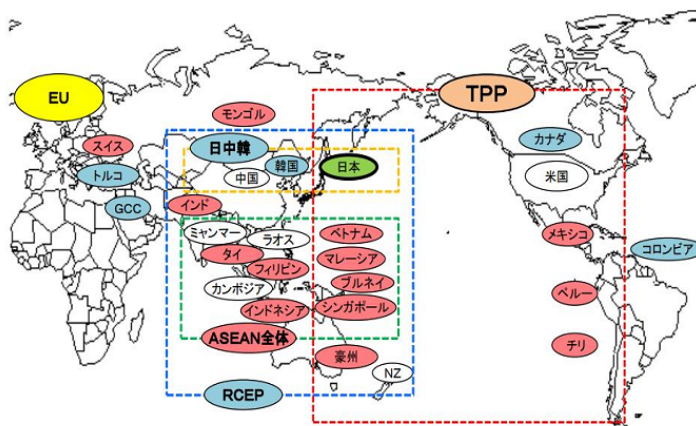 TPP
EU
モンゴル
カナダ
スイス
日中韓
韓国
日本
トルコ
中国
米国
GCC
インド
ミャンマー
ラオス
ベトナム
メキシコ
コロンビア
タイ
マレーシア
フィリピン
ブルネイ
カンボジア
ペルー
インドネシア
シンガポール
ASEAN全体
チリ
豪州
NZ
RCEP